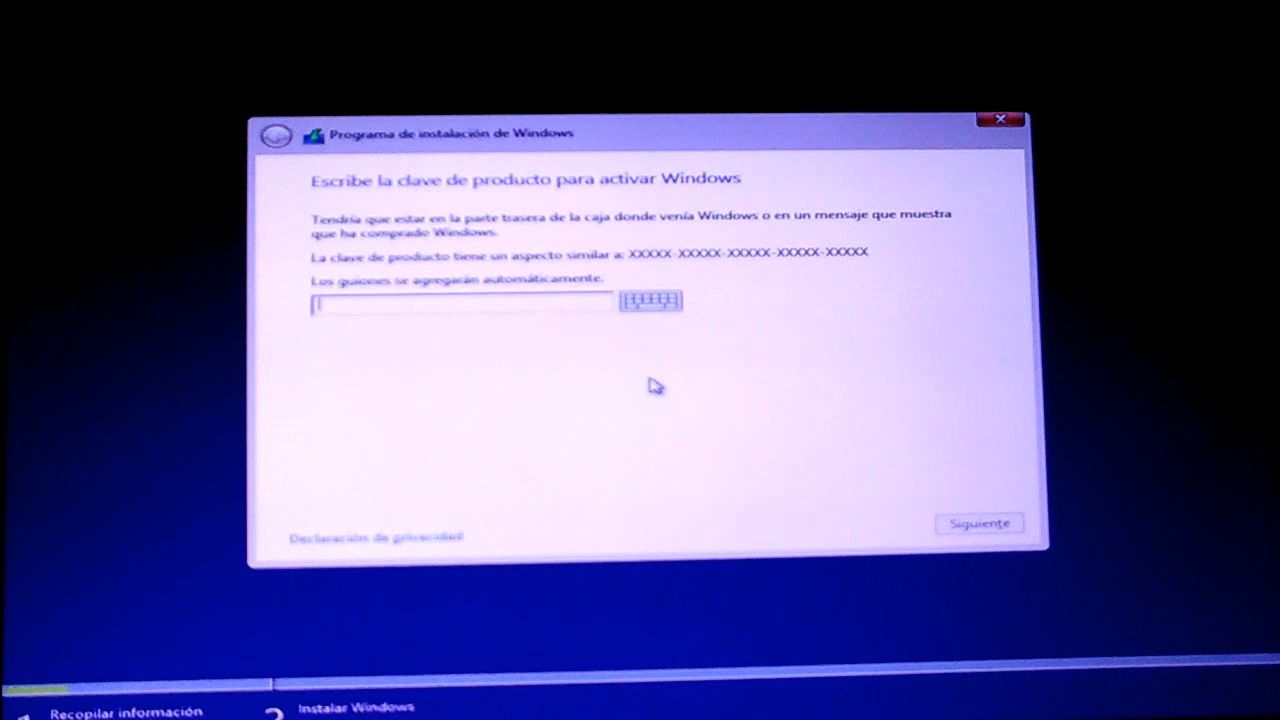 Programa de instalación de Windows
Escribe la clave de producto para activar Windows
Tendría que estar en la parte trasera de la caja donde venía Windows o en un mensaje que muestra
que ha comprado Windows.
La clave de producto tiene un aspecto similar a: XXXXX-XXXXX-XXXXX-XXXXX-XXXXX
Los guiones se agregarán automáticamente.
Declaración de privacidad
Siguiente
1 Recopilar información
2 Instalar Windows